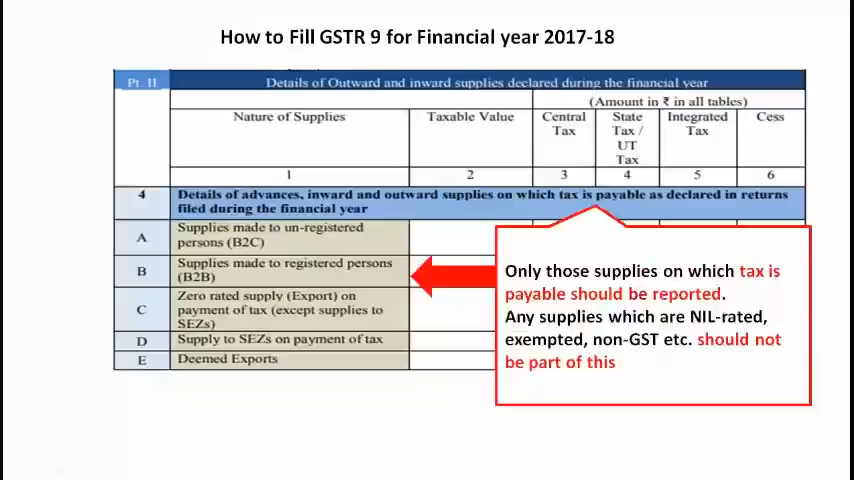 How to Fill GSTR 9 for Financial year 2017-18
Pt. II
Details of Outward and inward supplies declared during the financial year
(Amount in ₹ in all tables)
Nature of Supplies
Taxable Value
Central
Tax
State
Tax /
UT
Tax
Integrated
Tax
Cess
1
2
3
4
5
6
4
Details of advances, inward and outward supplies on which tax is payable as declared in returns
filed during the financial year
A
Supplies made to un-registered
persons (B2C)
B
Supplies made to registered persons
(B2B)
C
Zero rated supply (Export) on
payment of tax (except supplies to
SEZs)
D
Supply to SEZs on payment of tax
E
Deemed Exports
Only those supplies on which tax is
payable should be reported.
Any supplies which are NIL-rated,
exempted, non-GST etc. should not
be part of this